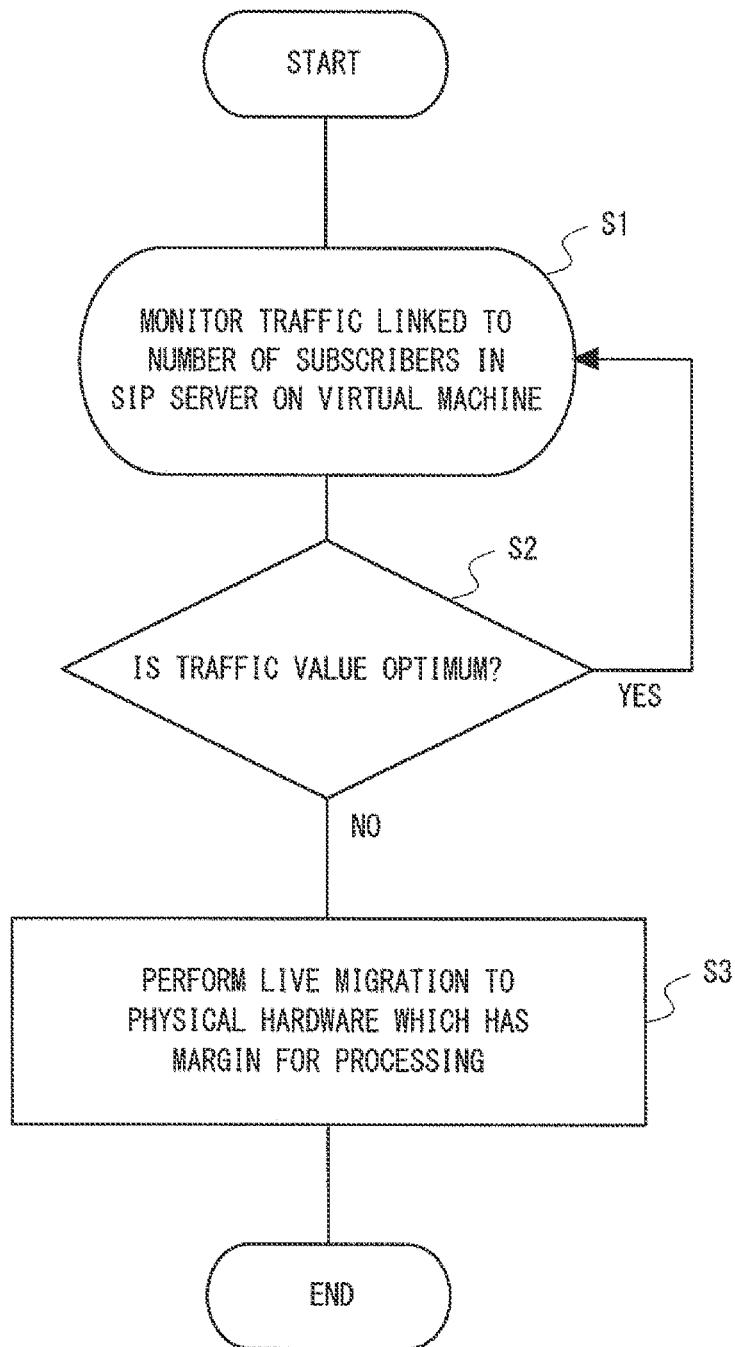 START
S1
MONITOR TRAFFIC LINKED TO
NUMBER OF SUBSCRIBERS IN
SIP SERVER ON VIRTUAL MACHINE
S2
IS TRAFFIC VALUE OPTIMUM?
YES
NO
S3
PERFORM LIVE MIGRATION TO
PHYSICAL HARDWARE WHICH HAS
MARGIN FOR PROCESSING
END